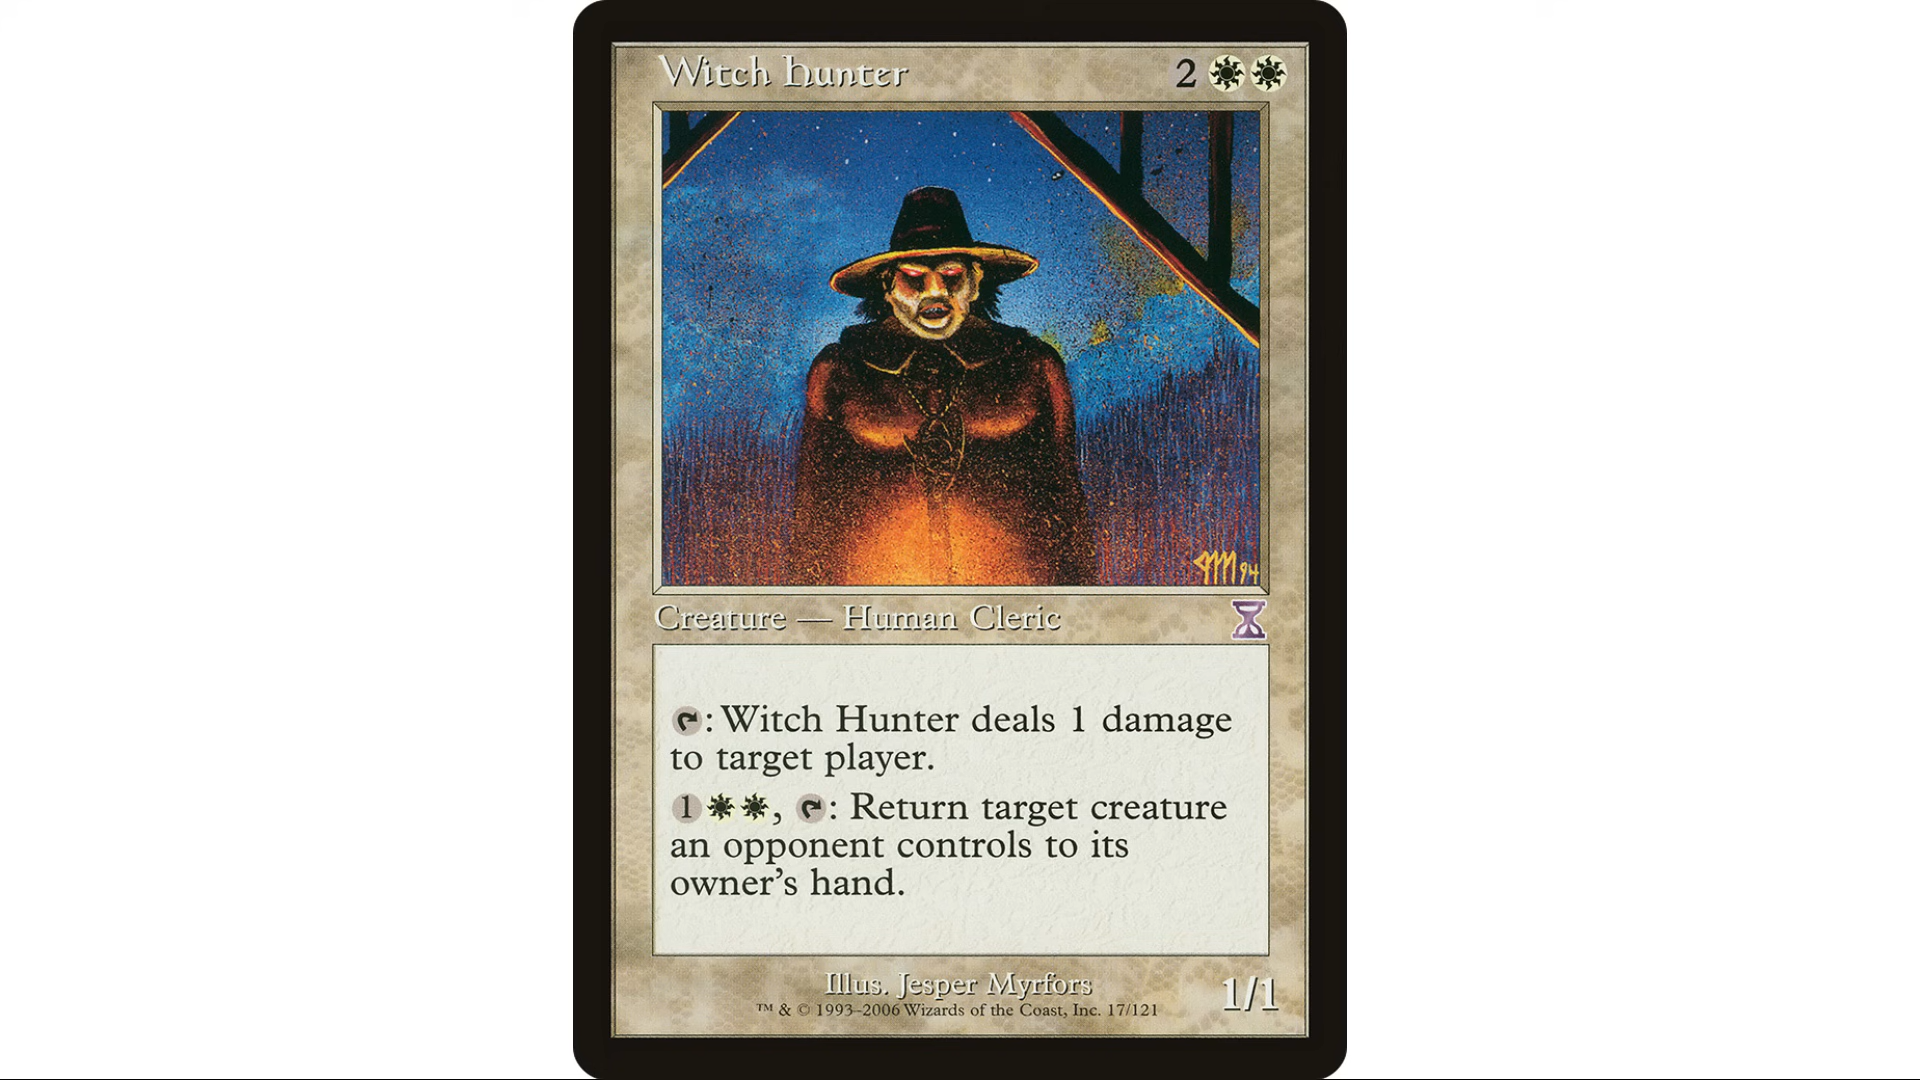 Witch Hunter 2
JM 94
Creature — Human Cleric
: Witch Hunter deals 1 damage
to target player.
1 , : Return target creature
an opponent controls to its
owner's hand.
Illus. Jesper Myrfors
™ & © 1993–2006 Wizards of the Coast, Inc. 17/121
1/1